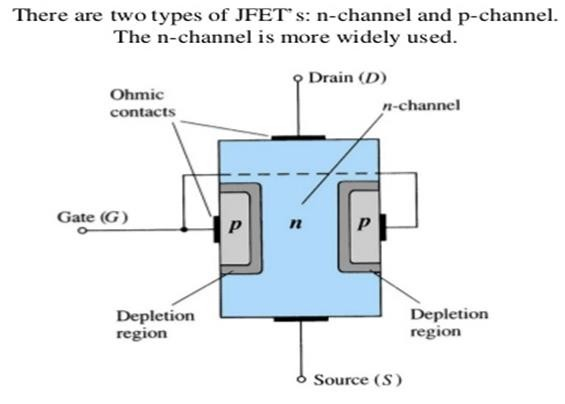 There are two types of JFET's: n-channel and p-channel.
The n-channel is more widely used.
Drain (D)
Ohmic
contacts
n-channel
Gate (G)
p
n
p
Depletion
region
Depletion
region
Source (S)